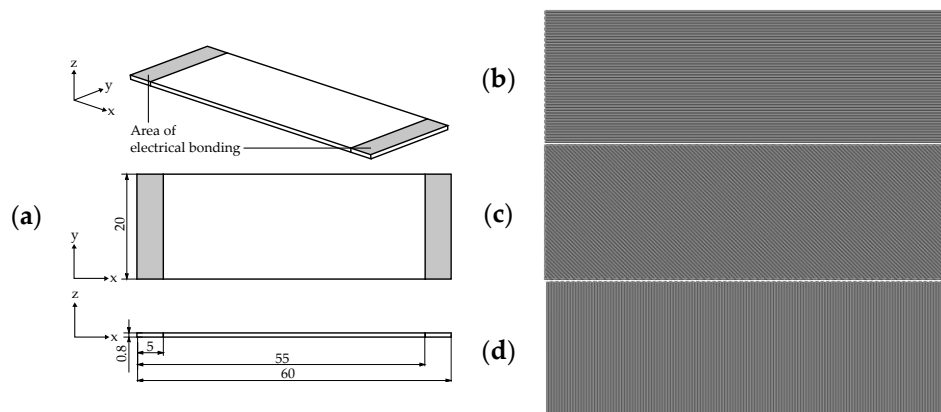 z
y
x
Area of
electrical bonding
(a)
y
20
x
z
x
0.8
5
55
60
(b)
(c)
(d)